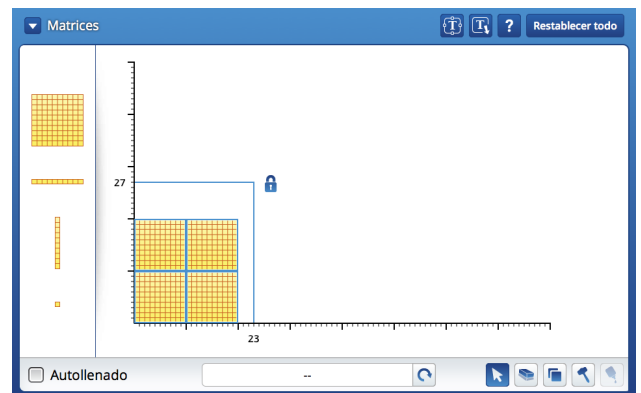 Matrices
T T ? Restablecer todo
27
23
Autollenado
--